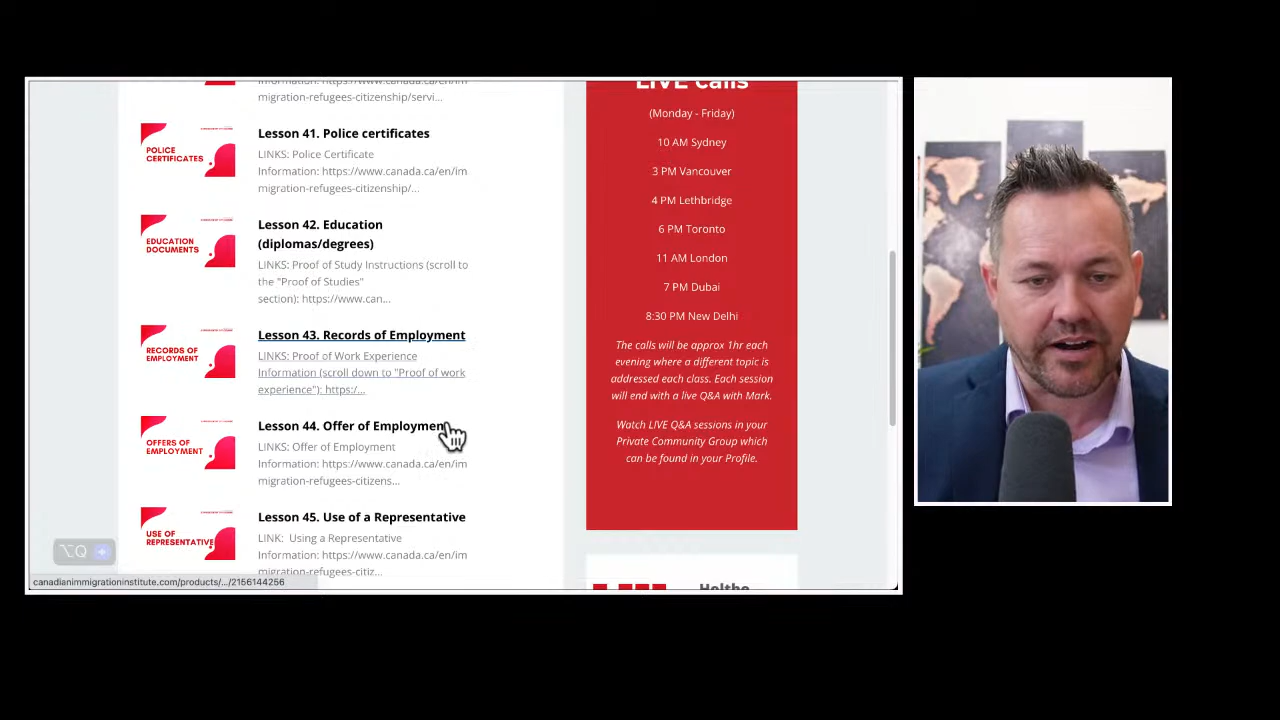 Information: https://www.canada.ca/en/im
migration-refugees-citizenship/servi...
POLICE
CERTIFICATES
Lesson 41. Police certificates
LINKS: Police Certificate
Information: https://www.canada.ca/en/im
migration-refugees-citizenship/...
EDUCATION
DOCUMENTS
Lesson 42. Education
(diplomas/degrees)
LINKS: Proof of Study Instructions (scroll to
the "Proof of Studies"
section): https://www.can...
RECORDS OF
EMPLOYMENT
Lesson 43. Records of Employment
LINKS: Proof of Work Experience
Information (scroll down to "Proof of work
experience"): https:/...
OFFERS OF
EMPLOYMENT
Lesson 44. Offer of Employmen
LINKS: Offer of Employment
Information: https://www.canada.ca/en/im
migration-refugees-citizens...
USE OF
REPRESENTATIVE
Lesson 45. Use of a Representative
LINK: Using a Representative
Information: https://www.canada.ca/en/im
migration-refugees-citiz...
⌥Q
canadianimmigrationinstitute.com/products/.../2156144256
LIVE Calls
(Monday - Friday)
10 AM Sydney
3 PM Vancouver
4 PM Lethbridge
6 PM Toronto
11 AM London
7 PM Dubai
8:30 PM New Delhi
The calls will be approx 1hr each
evening where a different topic is
addressed each class. Each session
will end with a live Q&A with Mark.
Watch LIVE Q&A sessions in your
Private Community Group which
can be found in your Profile.
Holthe